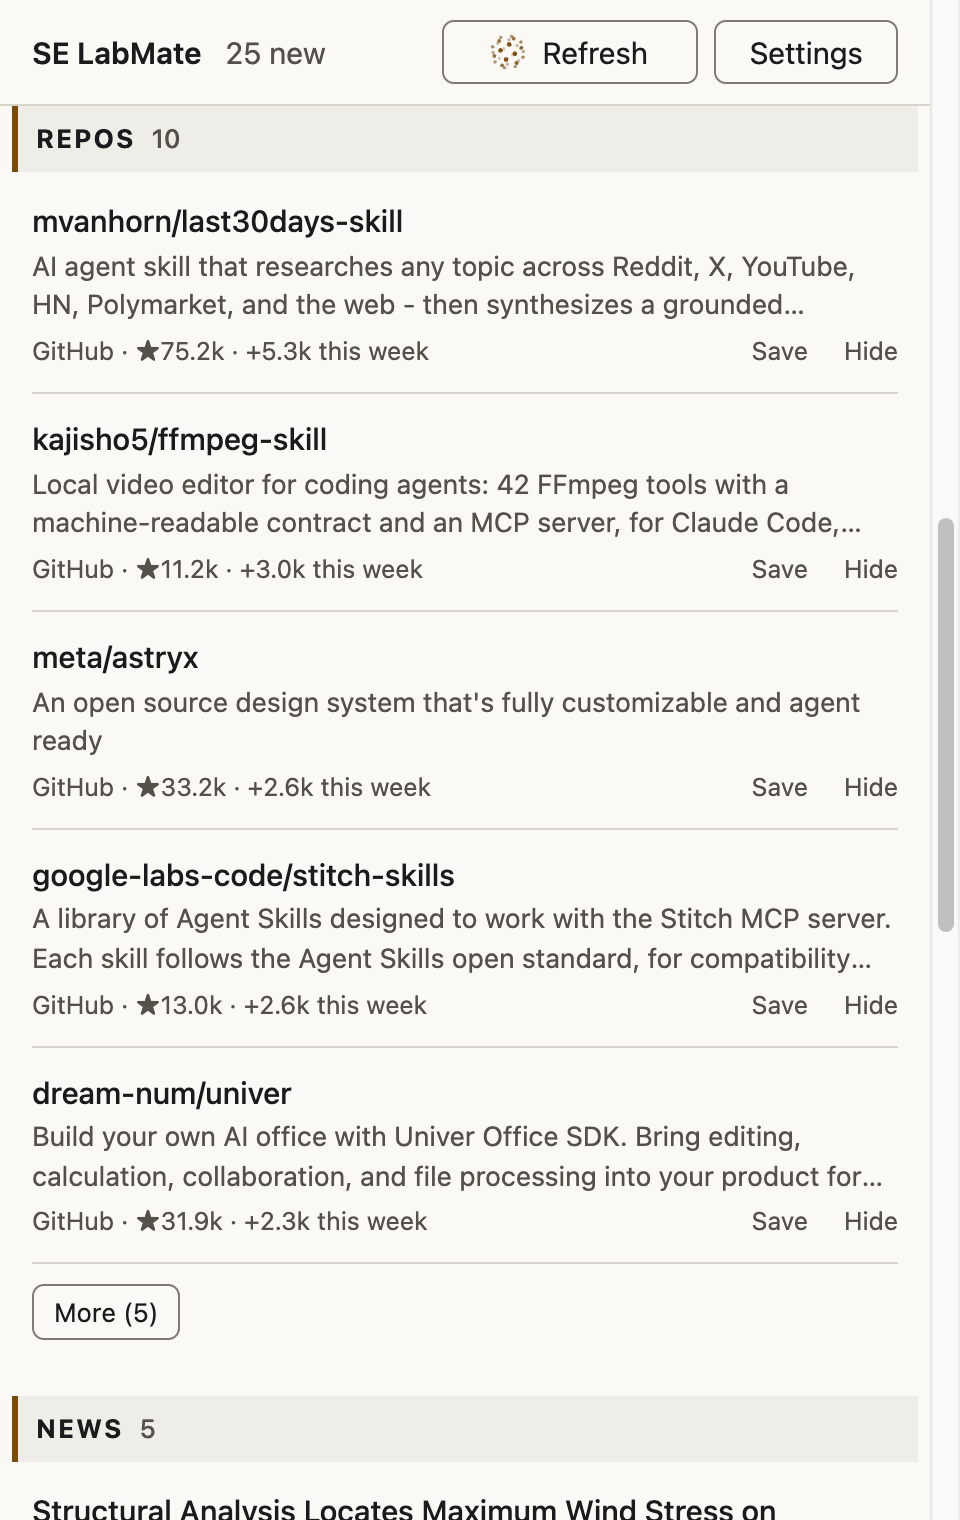 SE LabMate 25 new Refresh Settings
REPOS 10
mvanhorn/last30days-skill
AI agent skill that researches any topic across Reddit, X, YouTube,
HN, Polymarket, and the web - then synthesizes a grounded...
GitHub · ★75.2k · +5.3k this week Save Hide
kajisho5/ffmpeg-skill
Local video editor for coding agents: 42 FFmpeg tools with a
machine-readable contract and an MCP server, for Claude Code,...
GitHub · ★11.2k · +3.0k this week Save Hide
meta/astryx
An open source design system that's fully customizable and agent
ready
GitHub · ★33.2k · +2.6k this week Save Hide
google-labs-code/stitch-skills
A library of Agent Skills designed to work with the Stitch MCP server.
Each skill follows the Agent Skills open standard, for compatibility...
GitHub · ★13.0k · +2.6k this week Save Hide
dream-num/univer
Build your own AI office with Univer Office SDK. Bring editing,
calculation, collaboration, and file processing into your product for...
GitHub · ★31.9k · +2.3k this week Save Hide
More (5)
NEWS 5
Structural Analysis Locates Maximum Wind Stress on